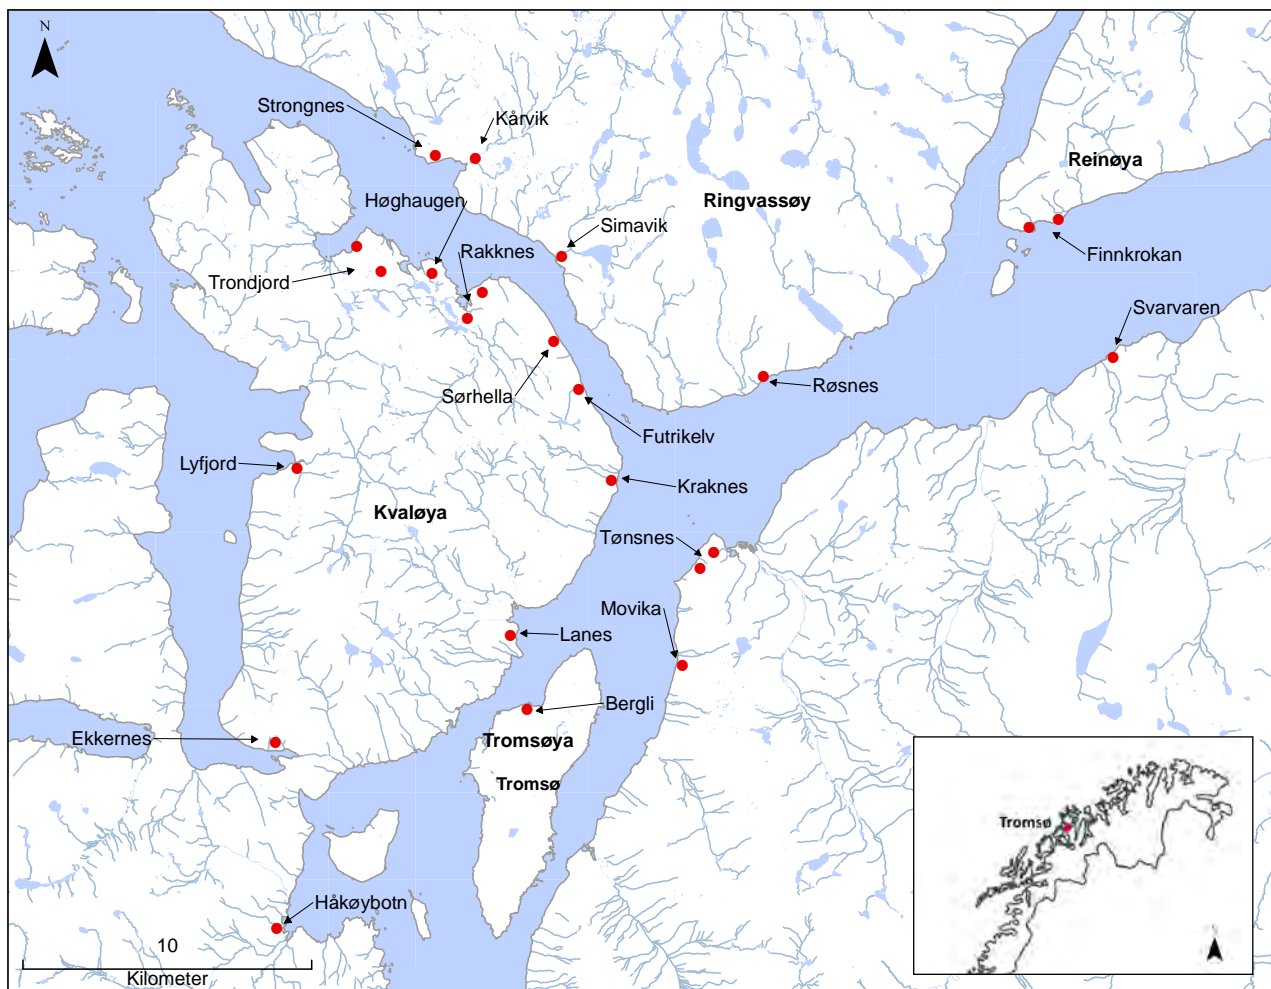 N
Strongnes
Kårvik
Reinøya
Høghaugen
Ringvassøy
Simavik
Rakknes
Finnkrokan
Trondjord
Svarvaren
Røsnes
Sørhella
Futrikelv
Lyfjord
Kraknes
Kvaløya
Tønsnes
Movika
Lanes
Bergli
Ekkernes
Tromsøya
Tromsø
Tromsø
Håkøybotn
10
Kilometer